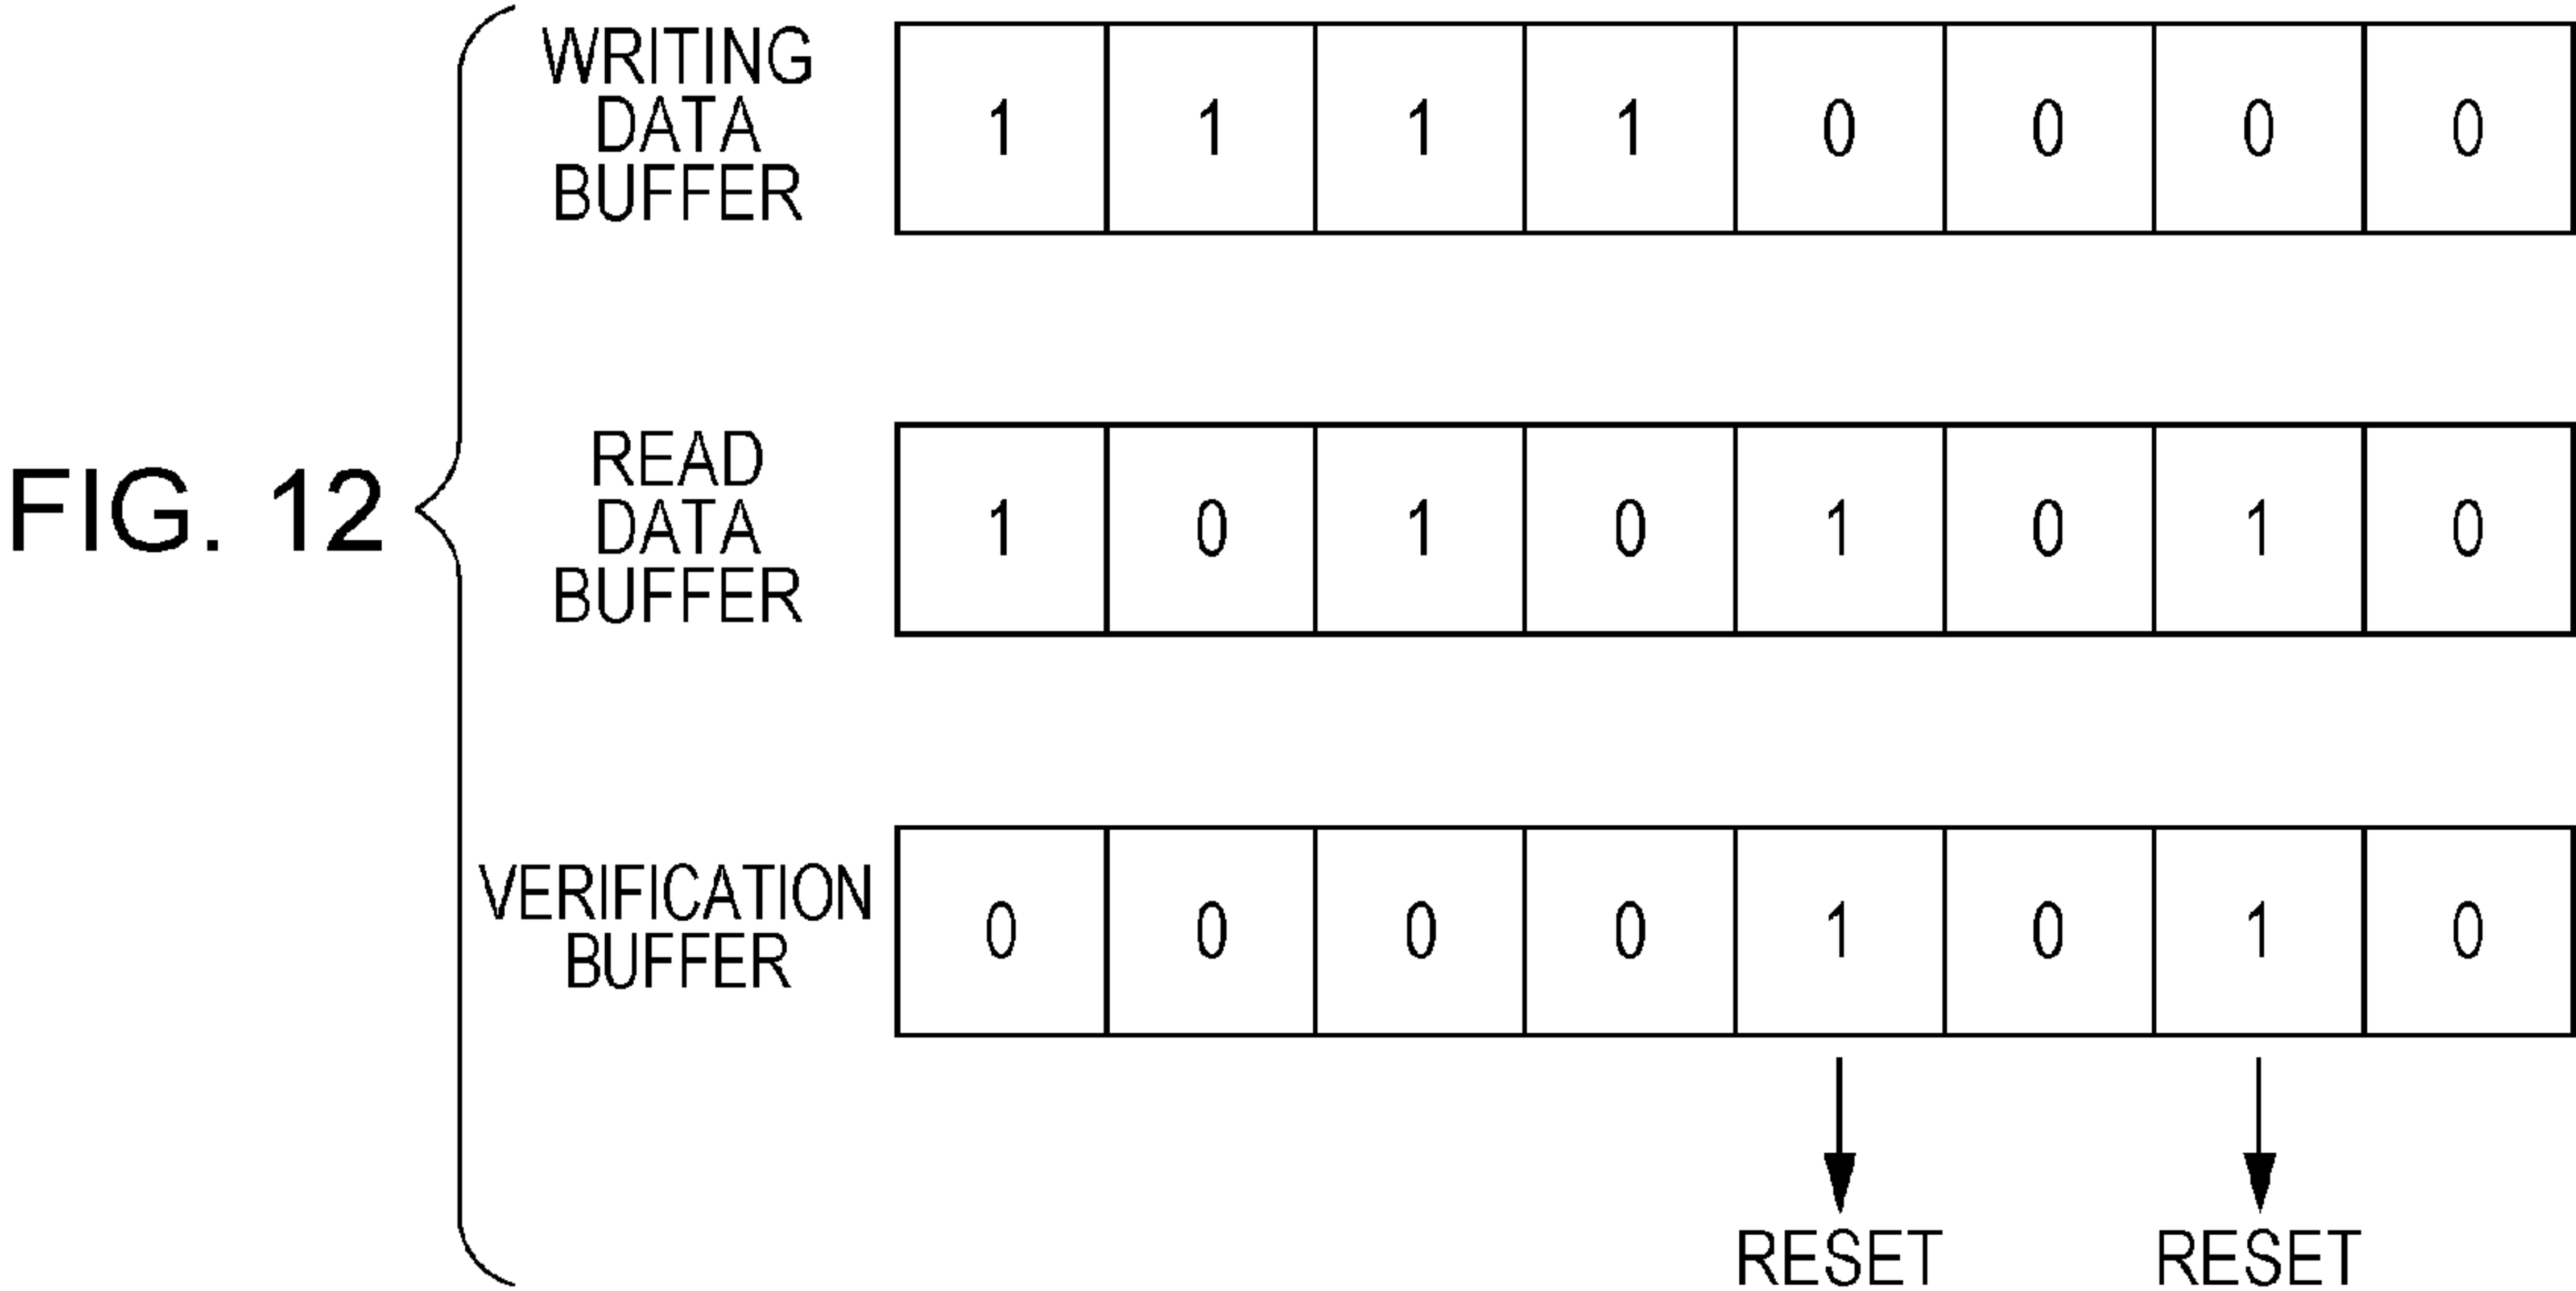 FIG. 12
WRITING
DATA
BUFFER
1 1 1 1 0 0 0 0
READ
DATA
BUFFER
1 0 1 0 1 0 1 0
VERIFICATION
BUFFER
0 0 0 0 1 0 1 0
RESET RESET